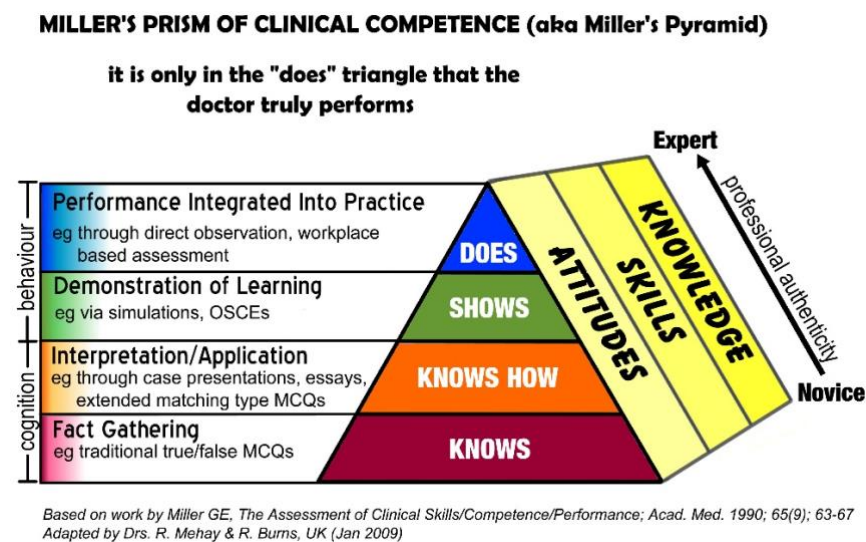 MILLER'S PRISM OF CLINICAL COMPETENCE (aka Miller's Pyramid)
it is only in the "does" triangle that the
doctor truly performs
Expert
professional authenticity
Novice
behaviour
cognition
Performance Integrated Into Practice
eg through direct observation, workplace
based assessment
DOES
Demonstration of Learning
eg via simulations, OSCEs
SHOWS
Interpretation/Application
eg through case presentations, essays,
extended matching type MCQs
KNOWS HOW
Fact Gathering
eg traditional true/false MCQs
KNOWS
ATTITUDES
SKILLS
KNOWLEDGE
Based on work by Miller GE, The Assessment of Clinical Skills/Competence/Performance; Acad. Med. 1990; 65(9); 63-67
Adapted by Drs. R. Mehay & R. Burns, UK (Jan 2009)